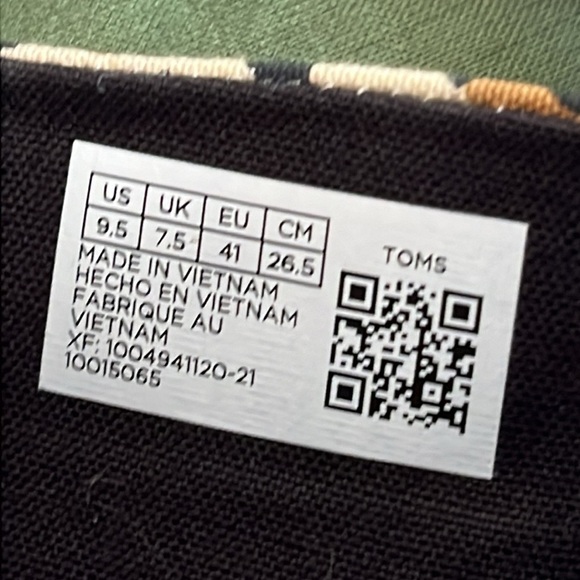 US UK EU CM
9.5 7.5 41 26.5
MADE IN VIETNAM
HECHO EN VIETNAM
FABRIQUE AU
VIETNAM
XF: 1004941120-21
10015065
TOMS